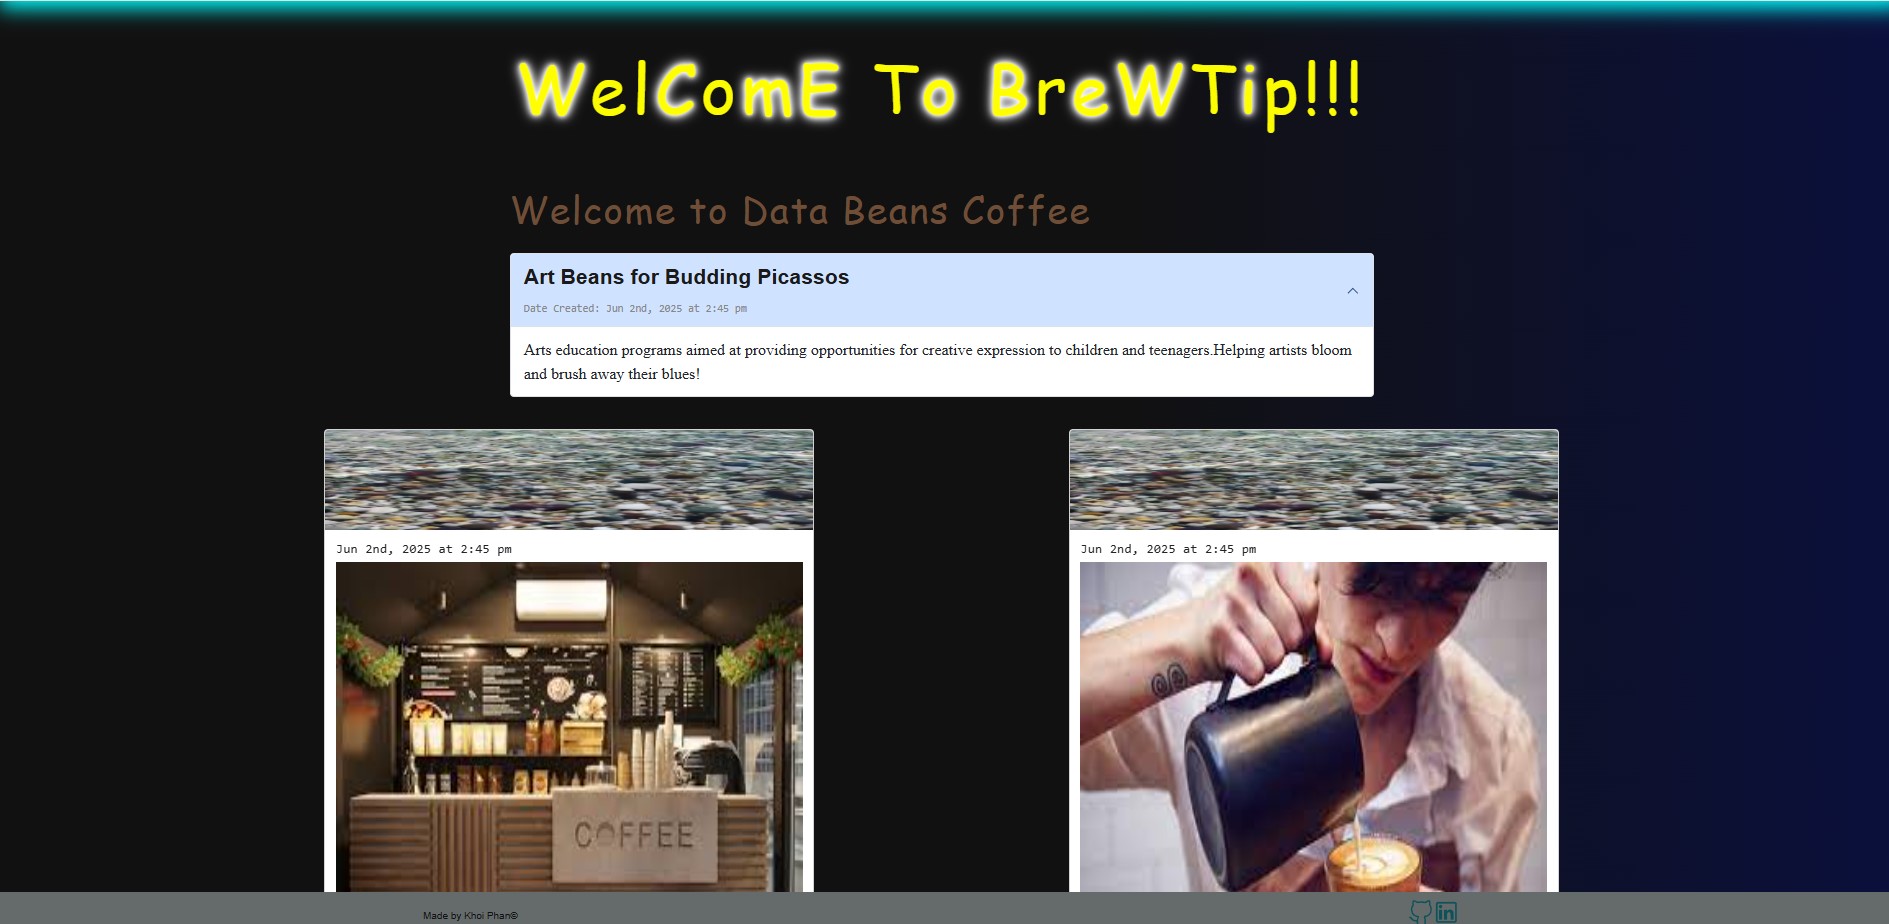 WelComE To BreWTip!!!
Welcome to Data Beans Coffee
Art Beans for Budding Picassos
Date Created: Jun 2nd, 2025 at 2:45 pm
Arts education programs aimed at providing opportunities for creative expression to children and teenagers.Helping artists bloom
and brush away their blues!
Jun 2nd, 2025 at 2:45 pm
Jun 2nd, 2025 at 2:45 pm
COFFEE
Made by Khoi Phan©
in